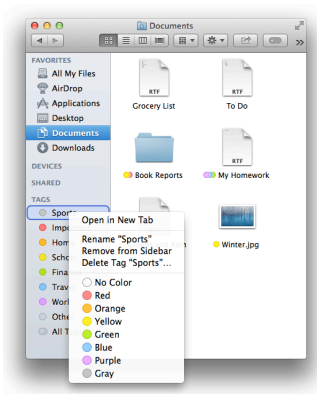 Documents
FAVORITES
All My Files
AirDrop
Applications
Desktop
Documents
Downloads
DEVICES
SHARED
TAGS
Sports
RTF
Grocery List
RTF
To Do
Book Reports
RTF
My Homework
Winter.jpg
Open in New Tab
Rename "Sports"
Remove from Sidebar
Delete Tag "Sports"...
No Color
Red
Orange
Yellow
Green
Blue
Purple
Gray